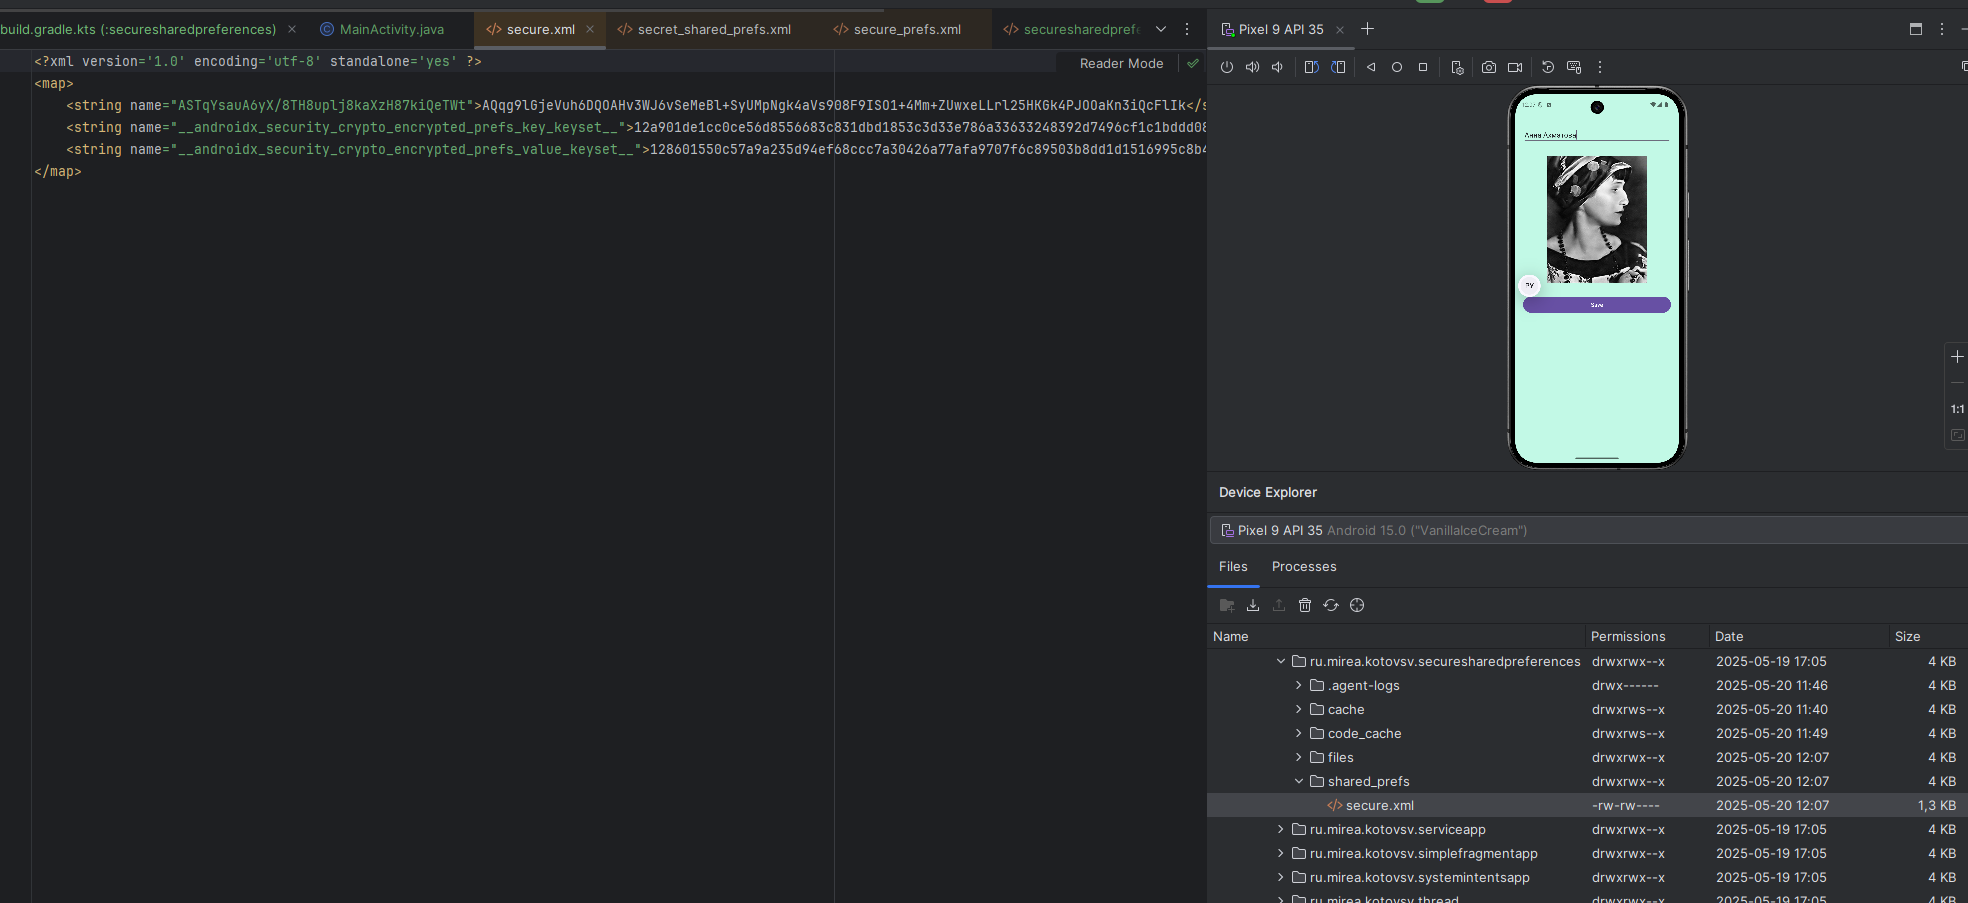 build.gradle.kts (:securesharedpreferences)
MainActivity.java
secure.xml
secret_shared_prefs.xml
secure_prefs.xml
securesharedprefe
Reader Mode
<?xml version='1.0' encoding='utf-8' standalone='yes' ?>
<map>
<string name="ASTqYsauA6yX/8TH8uplj8kaXzH87kiQeTWt">AQqg9lGjeVuh6DQOAHv3WJ6vSeMeBl+SyUMpNgk4aVs908F9ISO1+4Mm+ZUwxeLLrl25HKGk4PJOOaKn3iQcFlIk</s
<string name="__androidx_security_crypto_encrypted_prefs_key_keyset__">12a901de1cc0ce56d8556683c831dbd1853c3d33e786a33633248392d7496cf1c1bddd08
<string name="__androidx_security_crypto_encrypted_prefs_value_keyset__">128601550c57a9a235d94ef68ccc7a30426a77afa9707f6c89503b8dd1d1516995c8b4
</map>
Pixel 9 API 35
Анна Ахматова
РУ
Save
1:1
Device Explorer
Pixel 9 API 35 Android 15.0 ("VanillaIceCream")
Files Processes
Name Permissions Date Size
ru.mirea.kotovsv.securesharedpreferences drwxrwx--x 2025-05-19 17:05 4 KB
.agent-logs drwx------ 2025-05-20 11:46 4 KB
cache drwxrws--x 2025-05-20 11:40 4 KB
code_cache drwxrws--x 2025-05-20 11:49 4 KB
files drwxrwx--x 2025-05-20 12:07 4 KB
shared_prefs drwxrwx--x 2025-05-20 12:07 4 KB
secure.xml -rw-rw---- 2025-05-20 12:07 1,3 KB
ru.mirea.kotovsv.serviceapp drwxrwx--x 2025-05-19 17:05 4 KB
ru.mirea.kotovsv.simplefragmentapp drwxrwx--x 2025-05-19 17:05 4 KB
ru.mirea.kotovsv.systemintentsapp drwxrwx--x 2025-05-19 17:05 4 KB
ru.mirea.kotovsv.thread drwxrwx--x 2025-05-19 17:05 4 KB